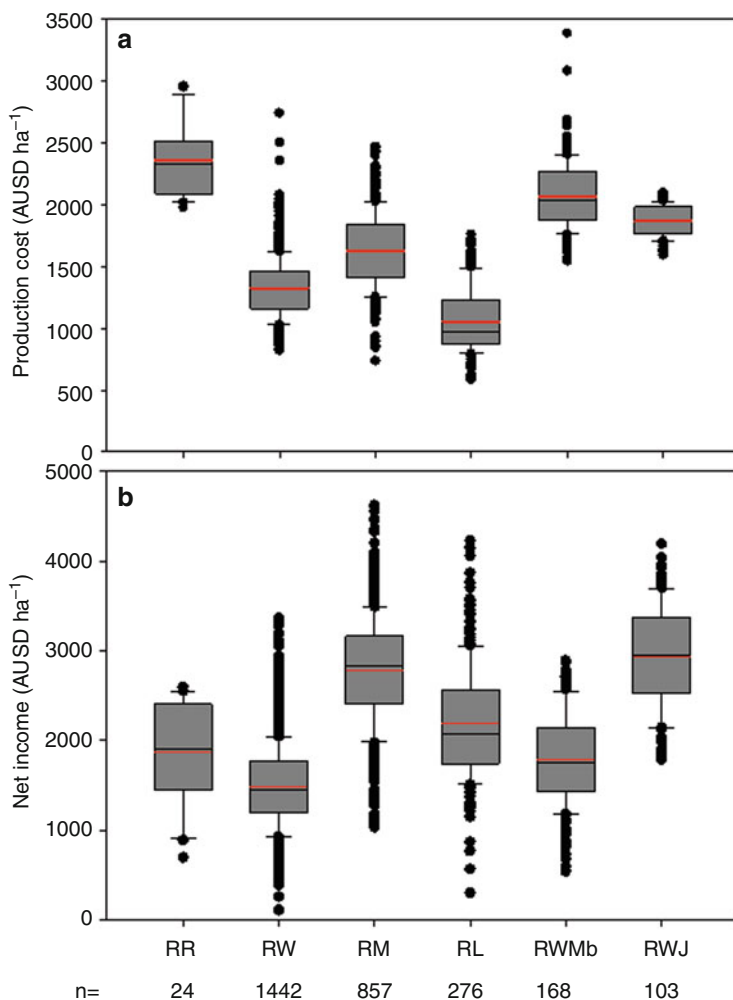 a
Production cost (AUSD ha⁻¹)
3500
3000
2500
2000
1500
1000
500
0
b
Net income (AUSD ha⁻¹)
5000
4000
3000
2000
1000
0
RR RW RM RL RWMb RWJ
n= 24 1442 857 276 168 103